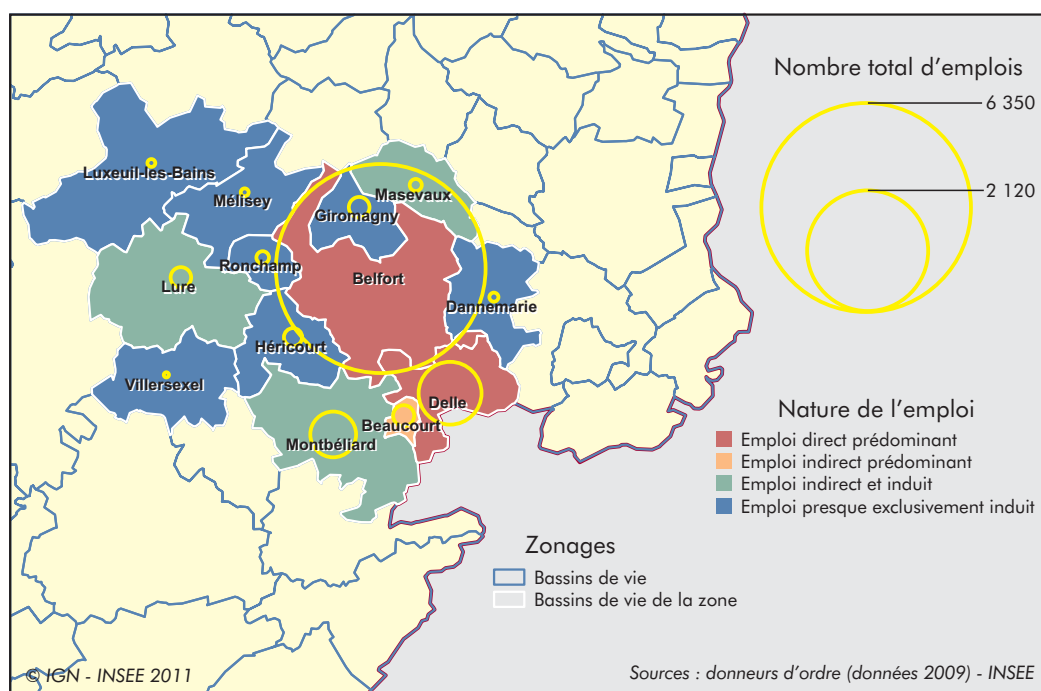 Nombre total d'emplois
6 350
2 120
Luxeuil-les-Bains
Mélisey
Giromagny
Masevaux
Ronchamp
Lure
Belfort
Dannemarie
Héricourt
Villersexel
Delle
Beaucourt
Montbéliard
Nature de l'emploi
Emploi direct prédominant
Emploi indirect prédominant
Emploi indirect et induit
Emploi presque exclusivement induit
Zonages
Bassins de vie
Bassins de vie de la zone
© IGN - INSEE 2011
Sources : donneurs d'ordre (données 2009) - INSEE